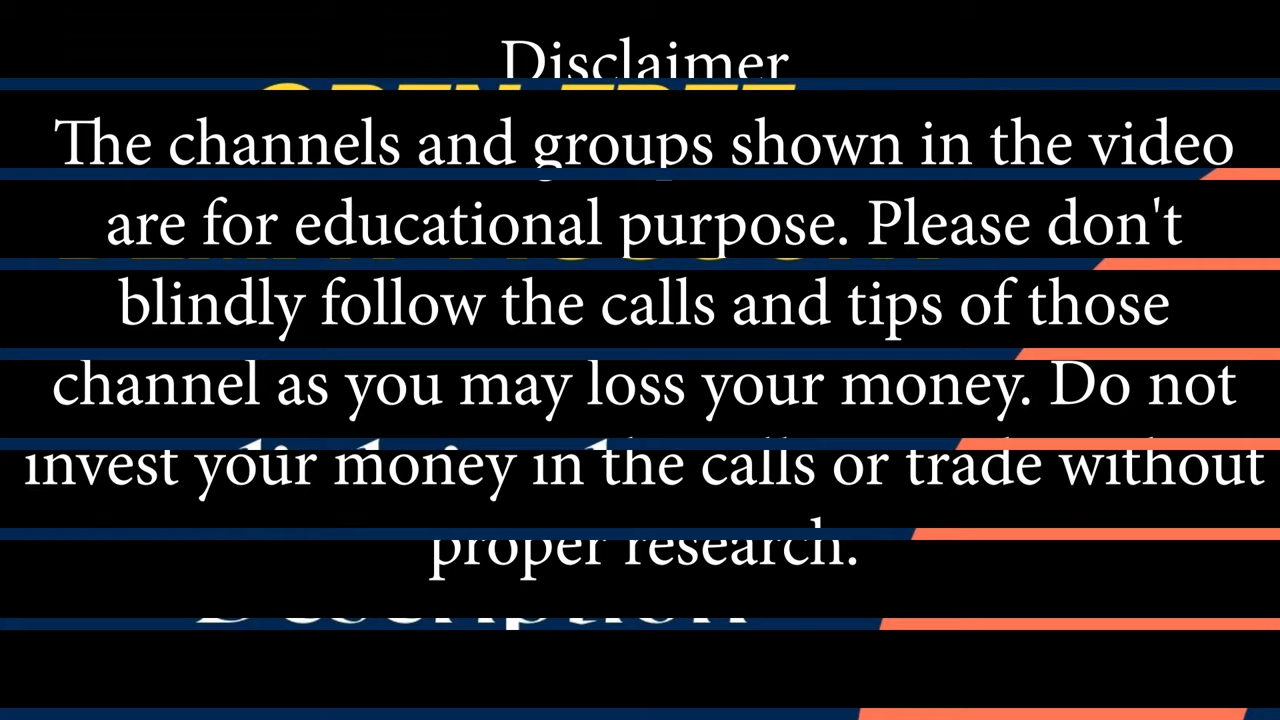 Disclaimer
The channels and groups shown in the video
are for educational purpose. Please don't
blindly follow the calls and tips of those
channel as you may loss your money. Do not
invest your money in the calls or trade without
proper research.